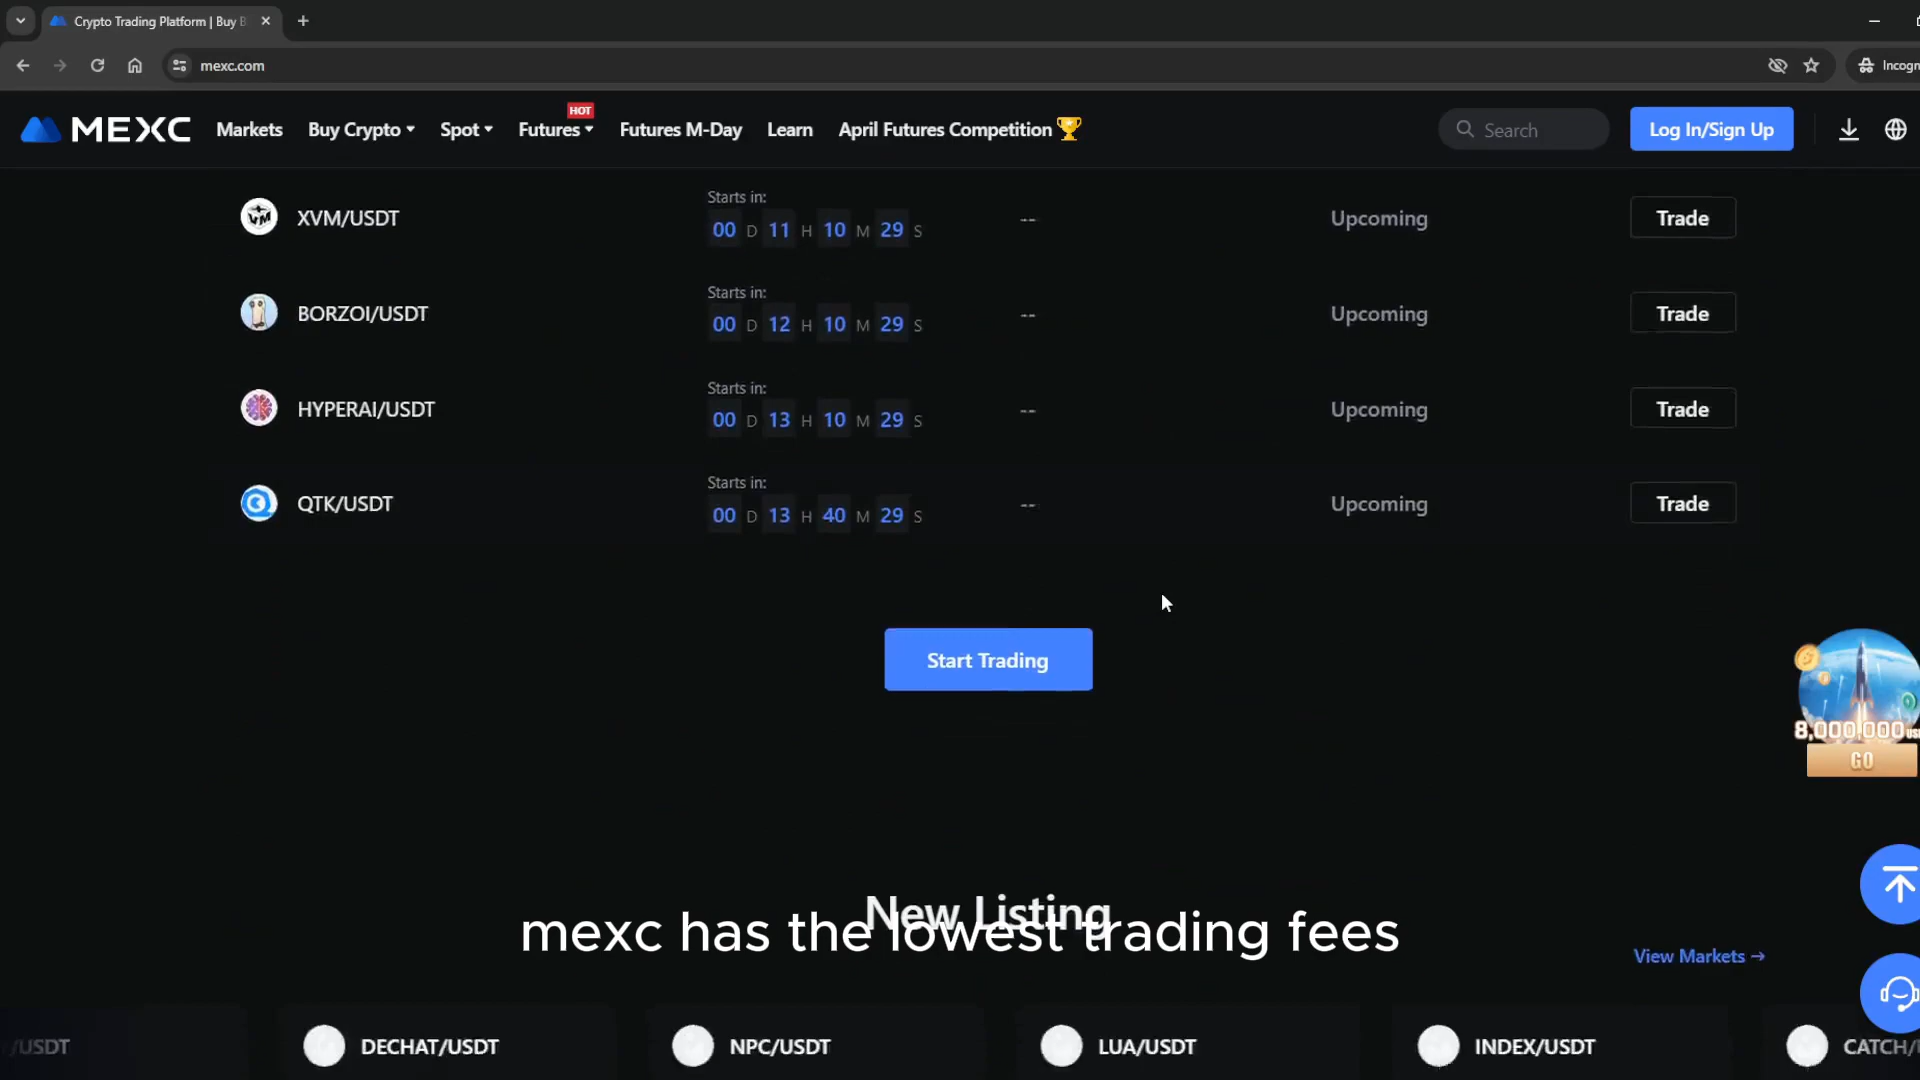 Crypto Trading Platform | Buy B
mexc.com
Incogn
MEXC
Markets
Buy Crypto
Spot
HOT
Futures
Futures M-Day
Learn
April Futures Competition
Search
Log In/Sign Up
XVM/USDT
Starts in:
00 D 11 H 10 M 29 S
--
Upcoming
Trade
BORZOI/USDT
Starts in:
00 D 12 H 10 M 29 S
--
Upcoming
Trade
HYPERAI/USDT
Starts in:
00 D 13 H 10 M 29 S
--
Upcoming
Trade
QTK/USDT
Starts in:
00 D 13 H 40 M 29 S
--
Upcoming
Trade
Start Trading
8,000,000
GO
New Listing
mexc has the lowest trading fees
View Markets →
/USDT
DECHAT/USDT
NPC/USDT
LUA/USDT
INDEX/USDT
CATCH/